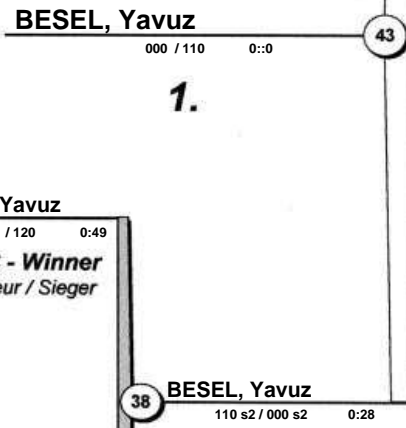 BESEL, Yavuz
000 / 110 0::0
43
1.
Yavuz
/ 120 0:49
- Winner
eur / Sieger
38
BESEL, Yavuz
110 s2 / 000 s2 0:28